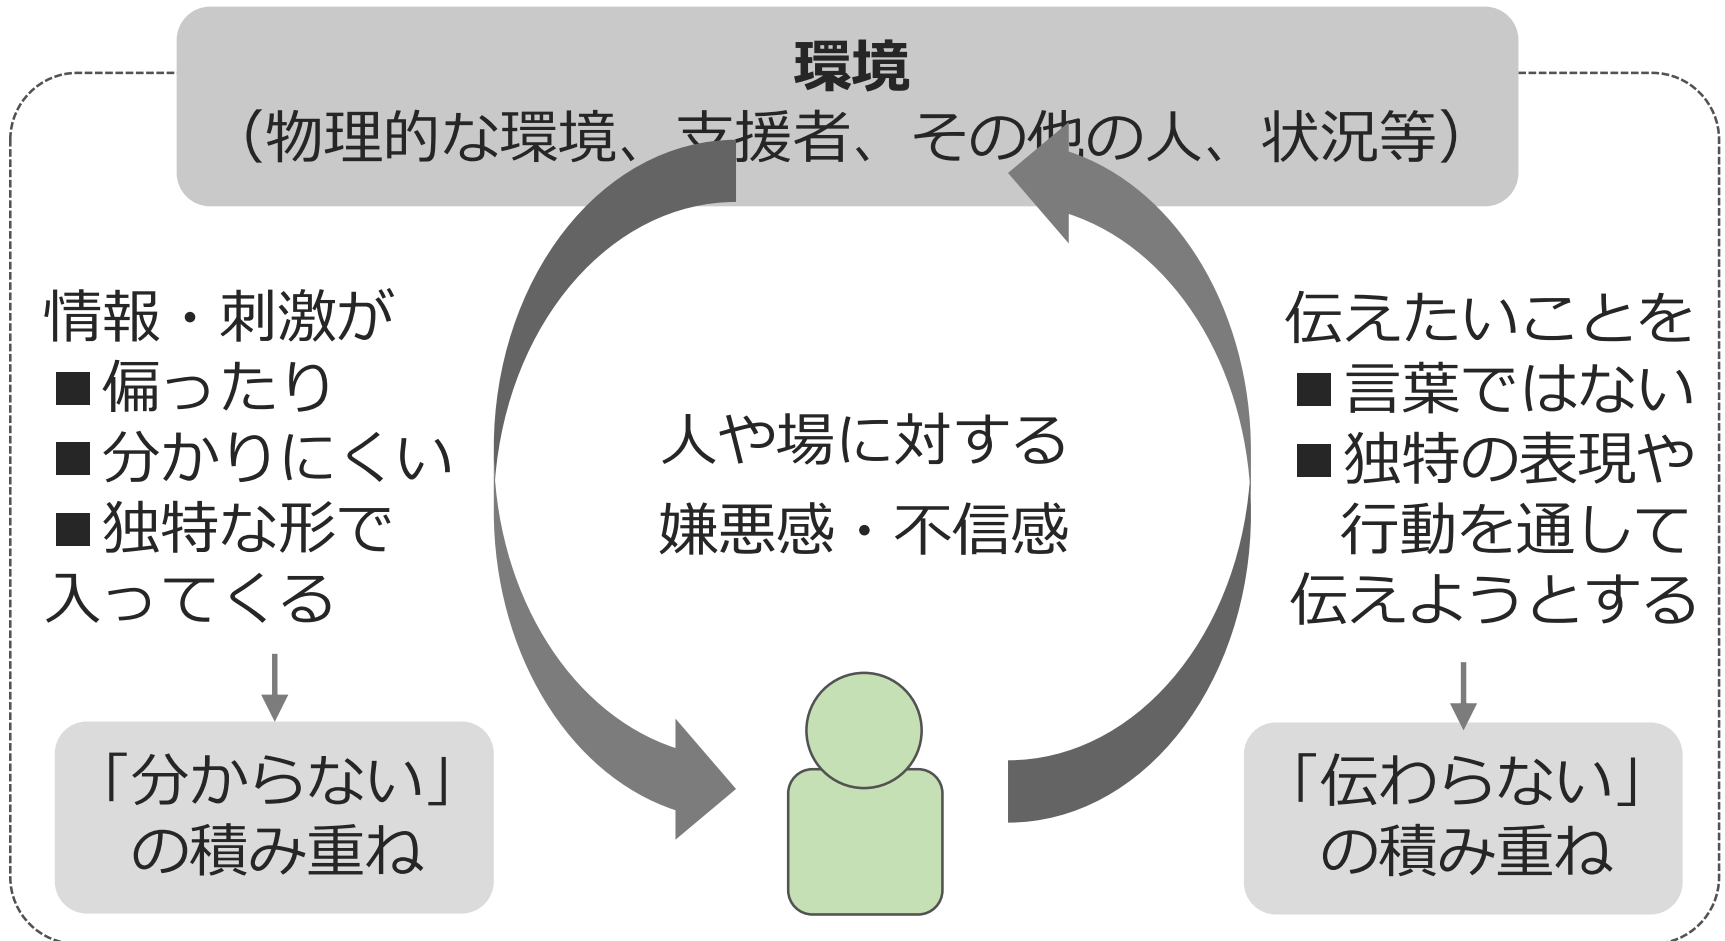 環境
（物理的な環境、支援者、その他の人、状況等）
情報・刺激が
■偏ったり
■分かりにくい
■独特な形で
入ってくる
「分からない」
の積み重ね
人や場に対する
嫌悪感・不信感
伝えたいことを
■言葉ではない
■独特の表現や
行動を通して
伝えようとする
「伝わらない」
の積み重ね